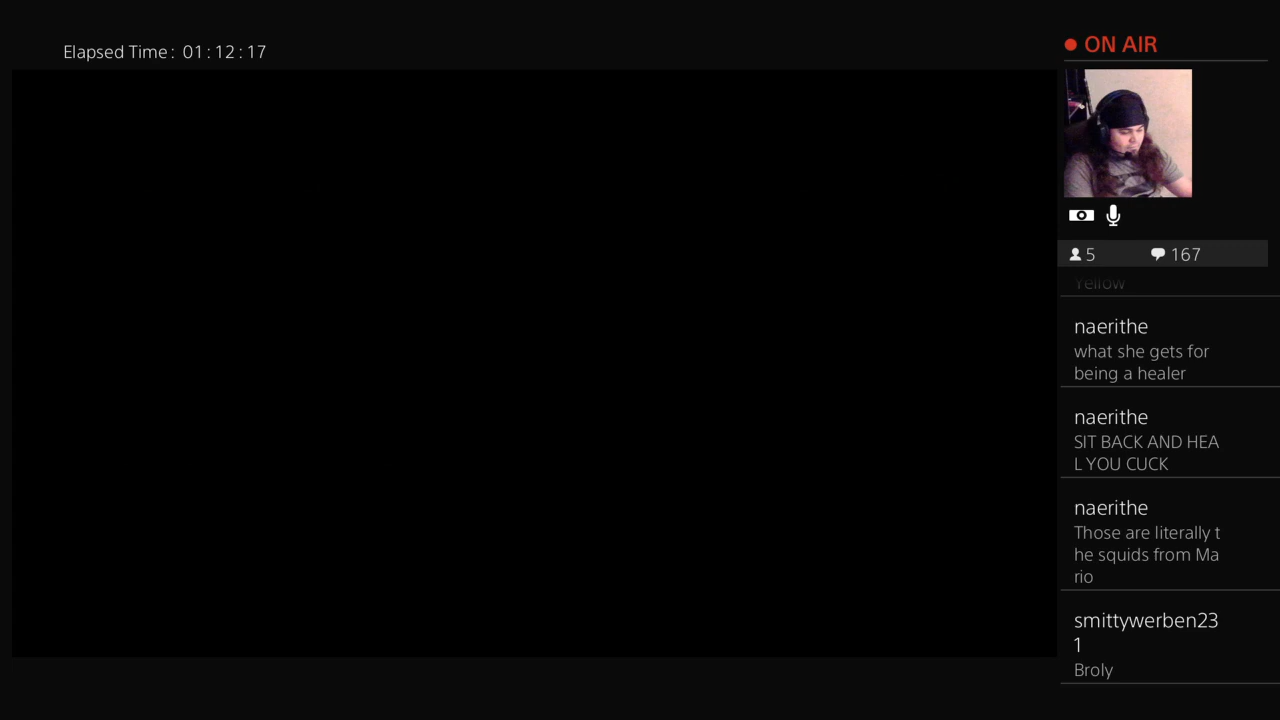 Elapsed Time: 01:12:17
ON AIR
5
167
Yellow
naerithe
what she gets for
being a healer
naerithe
SIT BACK AND HEA
L YOU CUCK
naerithe
Those are literally t
he squids from Ma
rio
smittywerben23
1
Broly